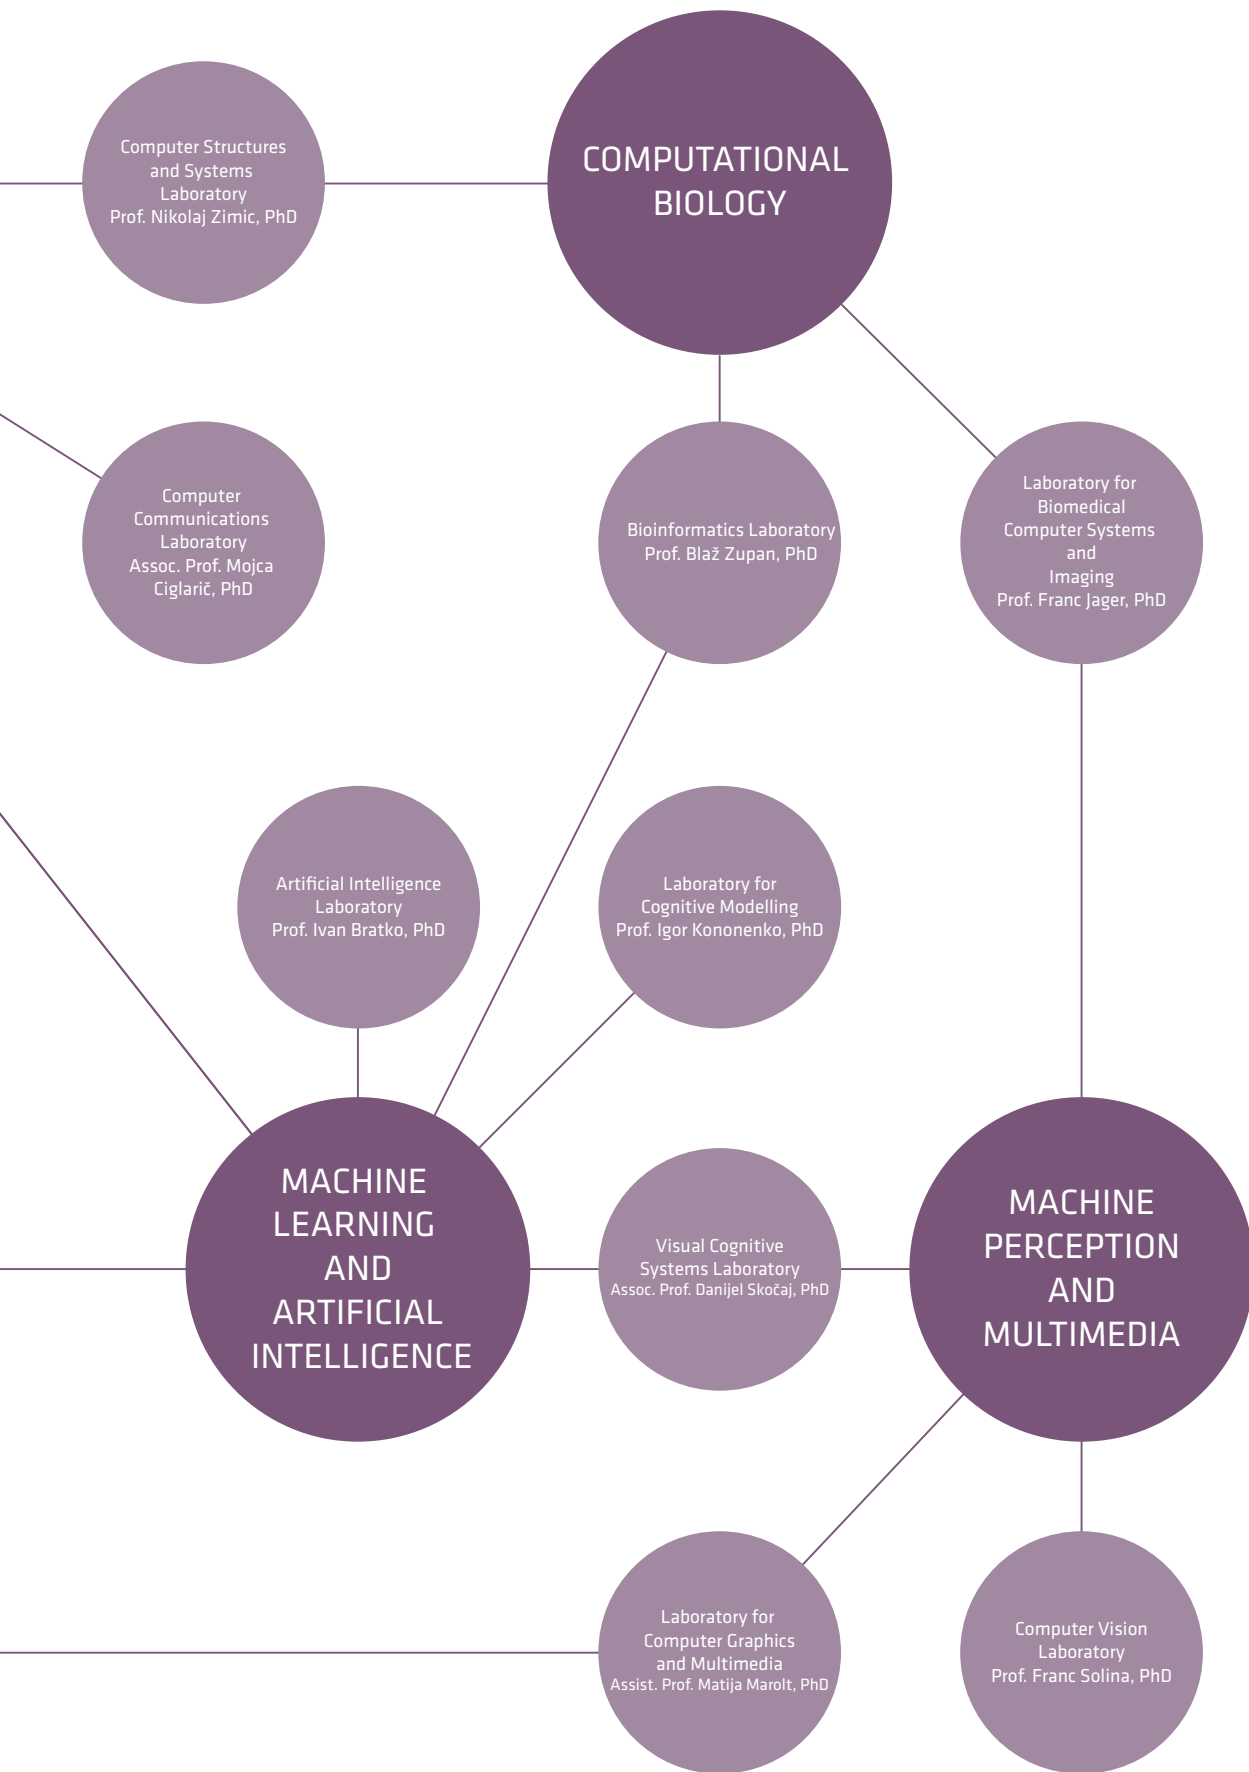 Computer Structures
and Systems
Laboratory
Prof. Nikolaj Zimic, PhD
COMPUTATIONAL
BIOLOGY
Computer
Communications
Laboratory
Assoc. Prof. Mojca
Ciglarič, PhD
Bioinformatics Laboratory
Prof. Blaž Zupan, PhD
Laboratory for
Biomedical
Computer Systems
and
Imaging
Prof. Franc Jager, PhD
Artificial Intelligence
Laboratory
Prof. Ivan Bratko, PhD
Laboratory for
Cognitive Modelling
Prof. Igor Kononenko, PhD
MACHINE
LEARNING
AND
ARTIFICIAL
INTELLIGENCE
Visual Cognitive
Systems Laboratory
Assoc. Prof. Danijel Skočaj, PhD
MACHINE
PERCEPTION
AND
MULTIMEDIA
Laboratory for
Computer Graphics
and Multimedia
Assist. Prof. Matija Marolt, PhD
Computer Vision
Laboratory
Prof. Franc Solina, PhD